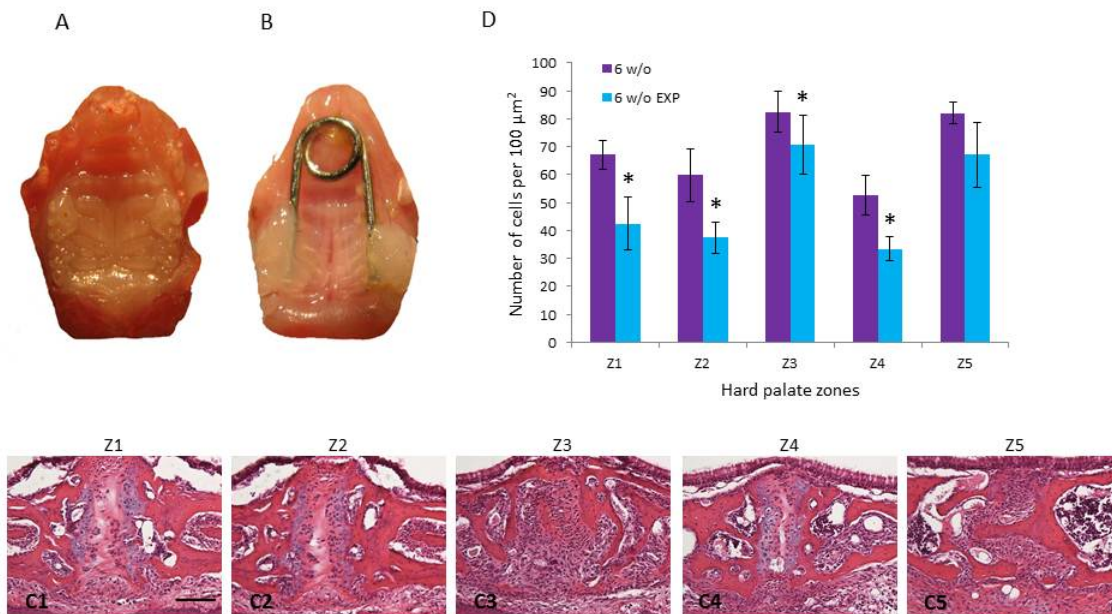 A
B
D
6 w/o
6 w/o EXP
Number of cells per 100 μm²
100
90
80
70
60
50
40
30
20
10
0
*
*
*
*
Z1
Z2
Z3
Z4
Z5
Hard palate zones
Z1
Z2
Z3
Z4
Z5
C1
C2
C3
C4
C5